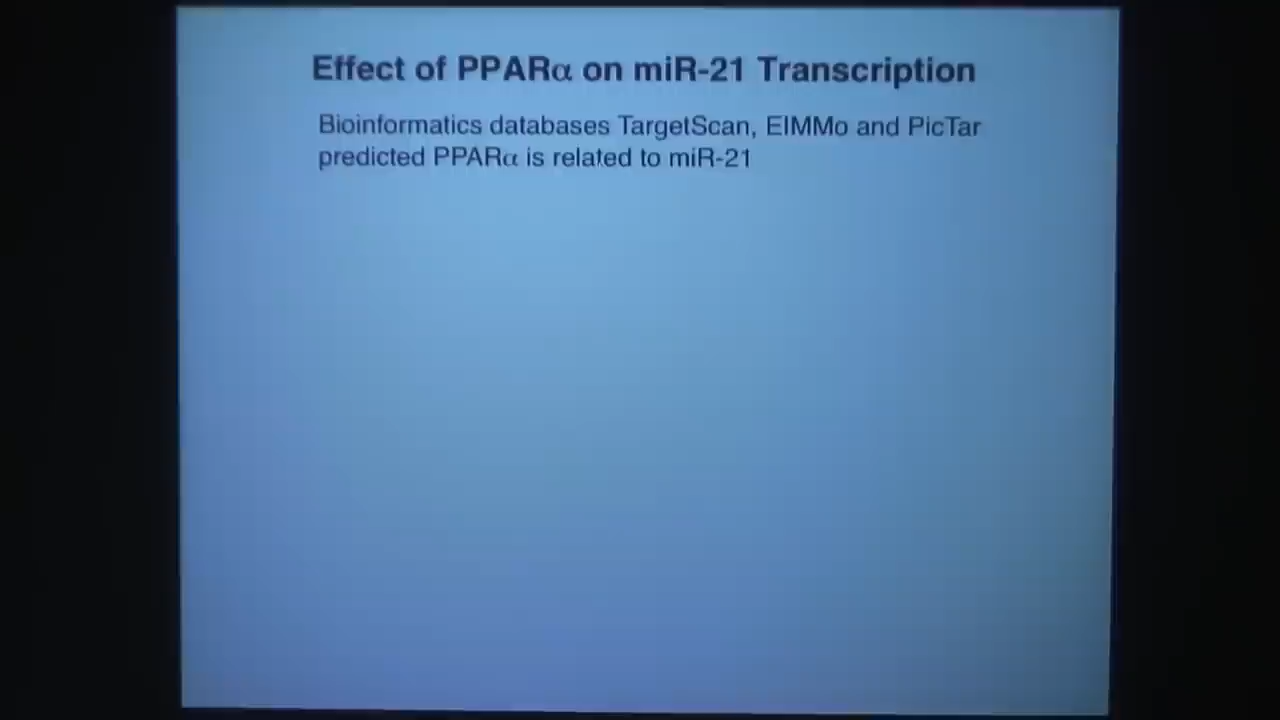 Effect of PPARα on miR-21 Transcription
Bioinformatics databases TargetScan, EIMMo and PicTar
predicted PPARα is related to miR-21